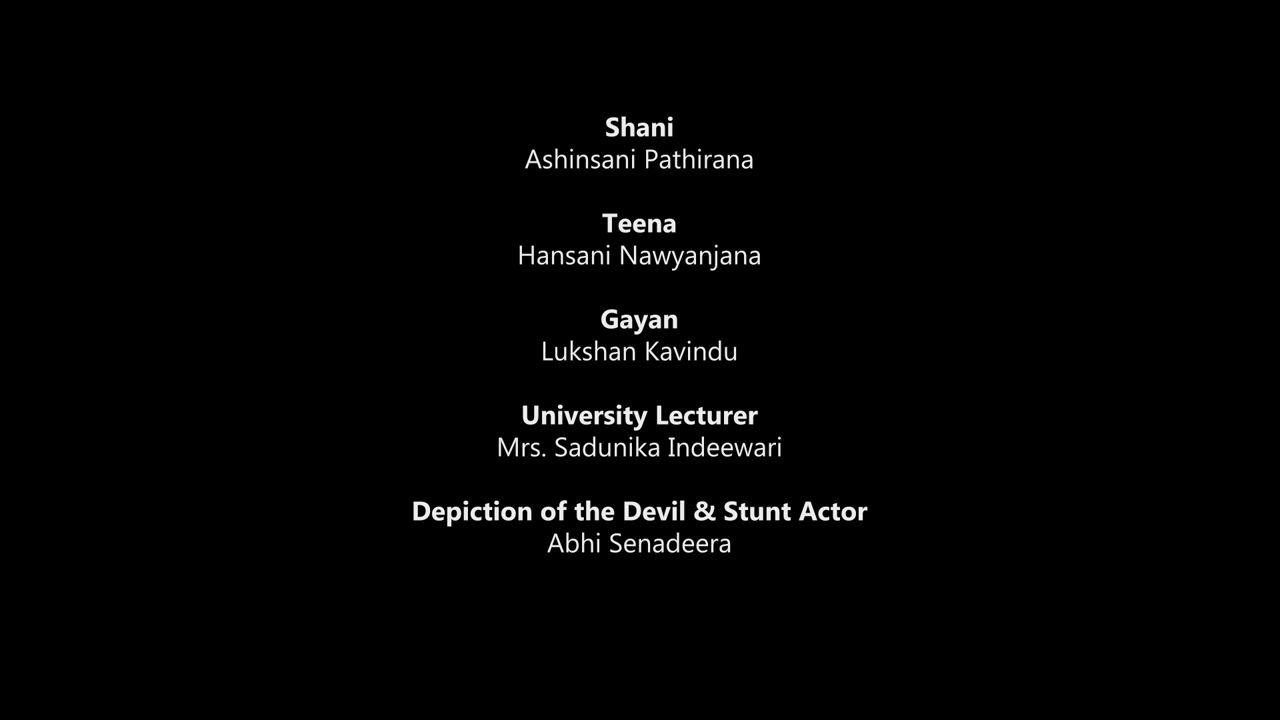 Shani
Ashinsani Pathirana
Teena
Hansani Nawyanjana
Gayan
Lukshan Kavindu
University Lecturer
Mrs. Sadunika Indeewari
Depiction of the Devil & Stunt Actor
Abhi Senadeera